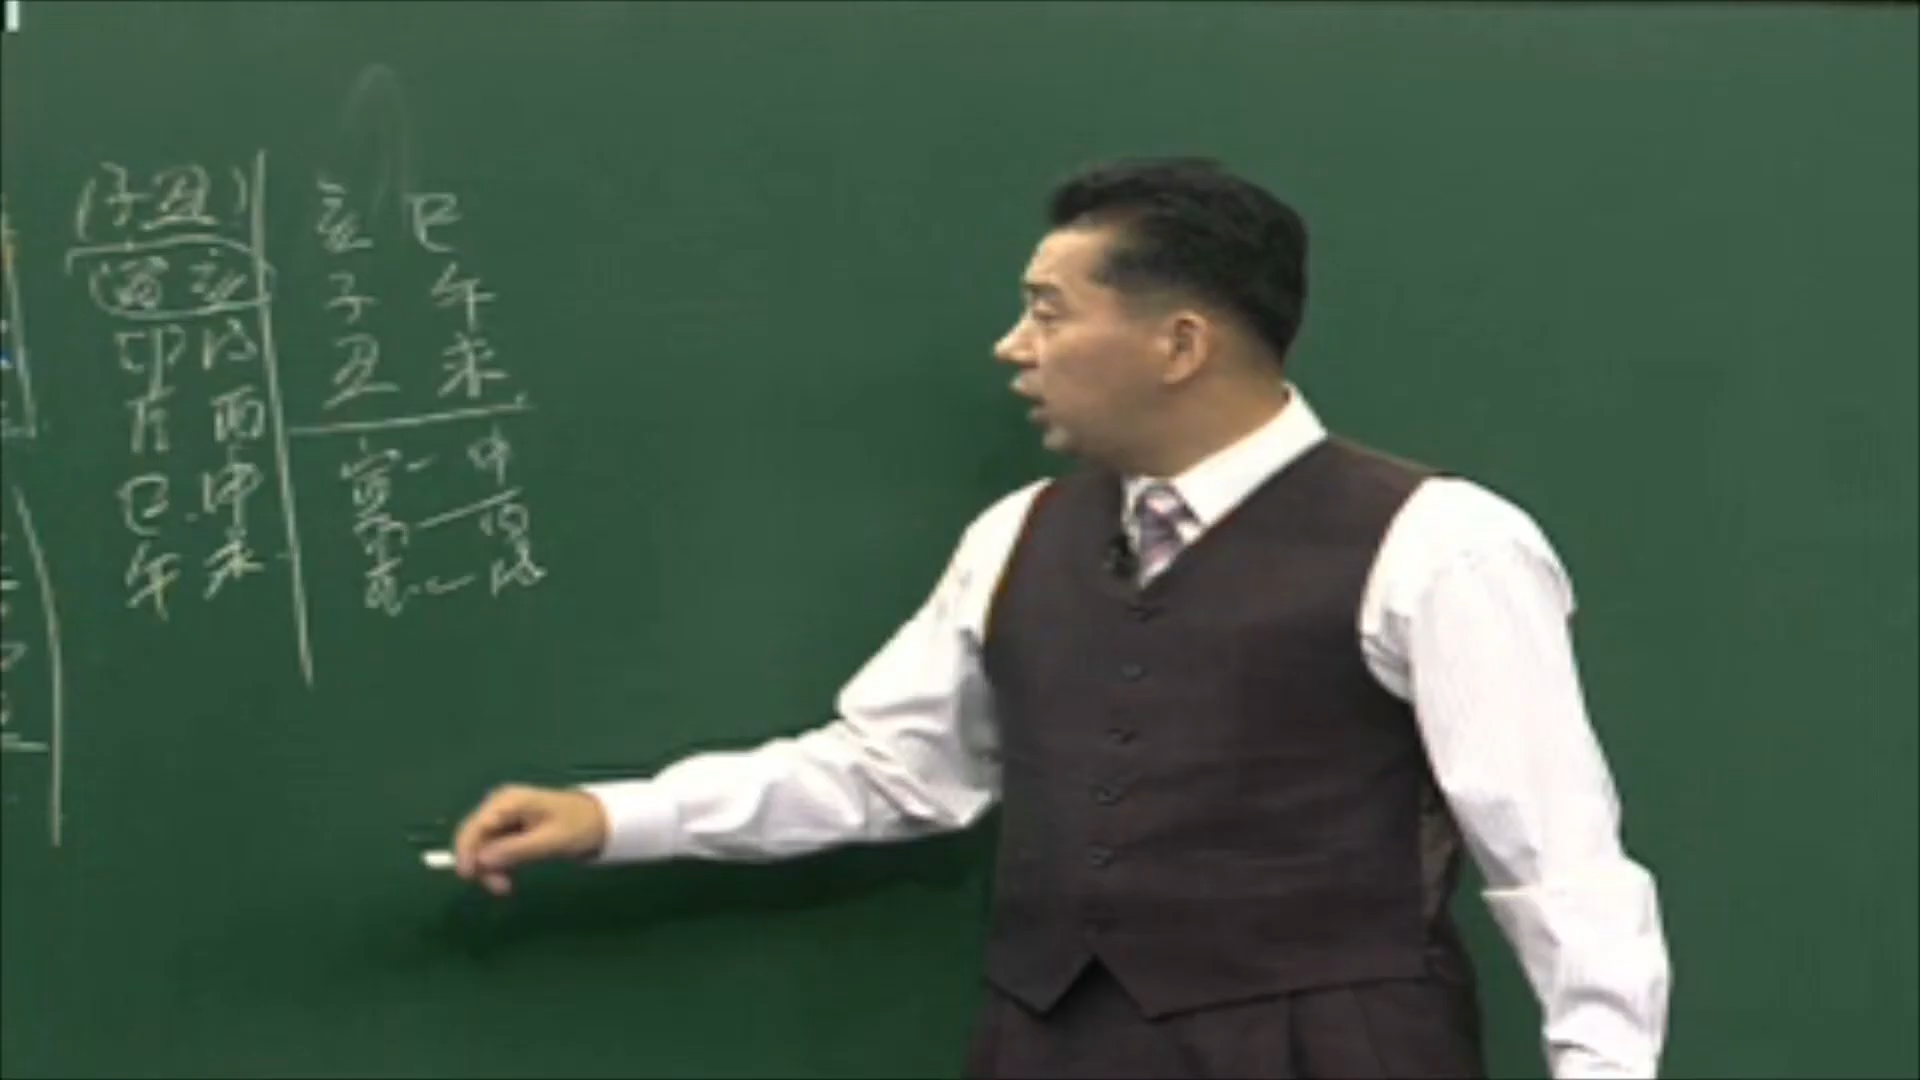 (子丑)
(寅亥)
卯戌
辰酉
巳申
午未
亥 巳
子 午
丑 未
寅-申
卯-酉
辰-戌